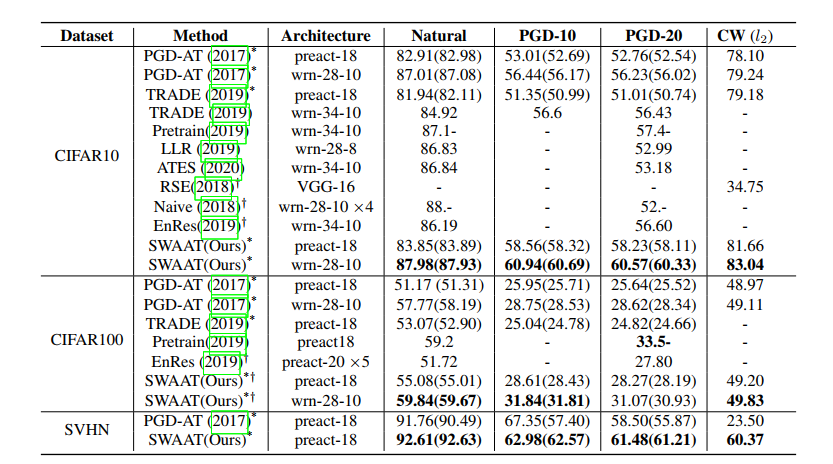 Dataset Method Architecture Natural PGD-10 PGD-20 CW (l₂)
PGD-AT (2017)* preact-18 82.91(82.98) 53.01(52.69) 52.76(52.54) 78.10
PGD-AT (2017)* wrn-28-10 87.01(87.08) 56.44(56.17) 56.23(56.02) 79.24
TRADE (2019)* preact-18 81.94(82.11) 51.35(50.99) 51.01(50.74) 79.18
TRADE (2019) wrn-34-10 84.92 56.6 56.43 -
Pretrain(2019) wrn-34-10 87.1- - 57.4- -
LLR (2019) wrn-28-8 86.83 - 52.99 -
CIFAR10 ATES (2020) wrn-34-10 86.84 - 53.18 -
RSE(2018)† VGG-16 - - - 34.75
Naive (2018)† wrn-28-10 ×4 88.- - 52.- -
EnRes(2019)† wrn-34-10 86.19 - 56.60 -
SWAAT(Ours)* preact-18 83.85(83.89) 58.56(58.32) 58.23(58.11) 81.66
SWAAT(Ours)* wrn-28-10 87.98(87.93) 60.94(60.69) 60.57(60.33) 83.04
PGD-AT (2017)* preact-18 51.17 (51.31) 25.95(25.71) 25.64(25.52) 48.97
PGD-AT (2017)* wrn-28-10 57.77(58.19) 28.75(28.53) 28.62(28.34) 49.11
TRADE (2019)* preact-18 53.07(52.90) 25.04(24.78) 24.82(24.66) -
CIFAR100 Pretrain(2019) preact18 59.2 - 33.5- -
EnRes (2019)† preact-20 ×5 51.72 - 27.80 -
SWAAT(Ours)*† preact-18 55.08(55.01) 28.61(28.43) 28.27(28.19) 49.20
SWAAT(Ours)*† wrn-28-10 59.84(59.67) 31.84(31.81) 31.07(30.93) 49.83
SVHN PGD-AT (2017)* preact-18 91.76(90.49) 67.35(57.40) 58.50(55.87) 23.50
SWAAT(Ours)* preact-18 92.61(92.63) 62.98(62.57) 61.48(61.21) 60.37